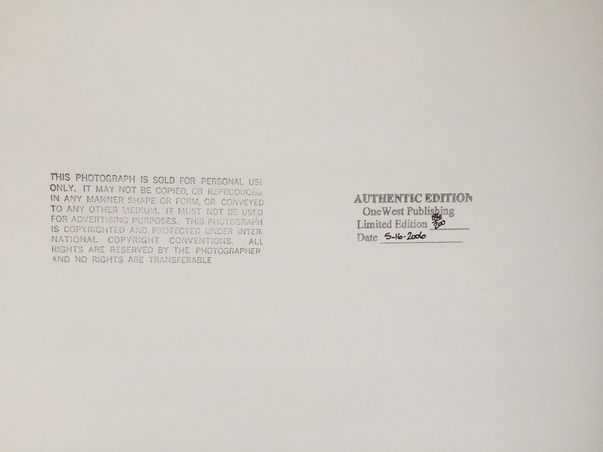 THIS PHOTOGRAPH IS SOLD FOR PERSONAL USE
ONLY. IT MAY NOT BE COPIED, OR REPRODUCED,
IN ANY MANNER SHAPE OR FORM, OR CONVEYED
TO ANY OTHER MEDIUM. IT MUST NOT BE USED
FOR ADVERTISING PURPOSES. THIS PHOTOGRAPH
IS COPYRIGHTED AND PROTECTED UNDER INTER-
NATIONAL COPYRIGHT CONVENTIONS. ALL
RIGHTS ARE RESERVED BY THE PHOTOGRAPHER
AND NO RIGHTS ARE TRANSFERABLE
AUTHENTIC EDITION
OneWest Publishing
Limited Edition
Date 5-16-2006